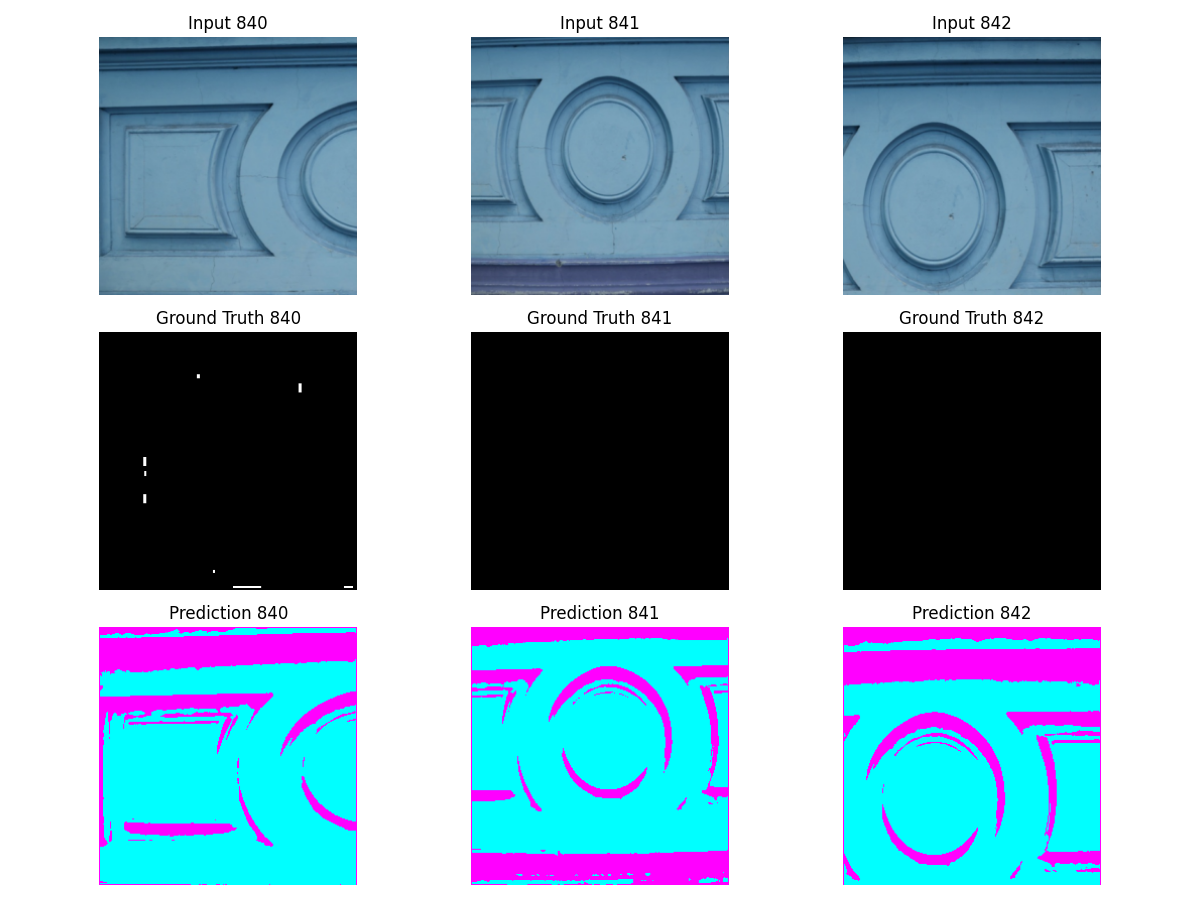 Input 840
Input 841
Input 842
Ground Truth 840
Ground Truth 841
Ground Truth 842
Prediction 840
Prediction 841
Prediction 842